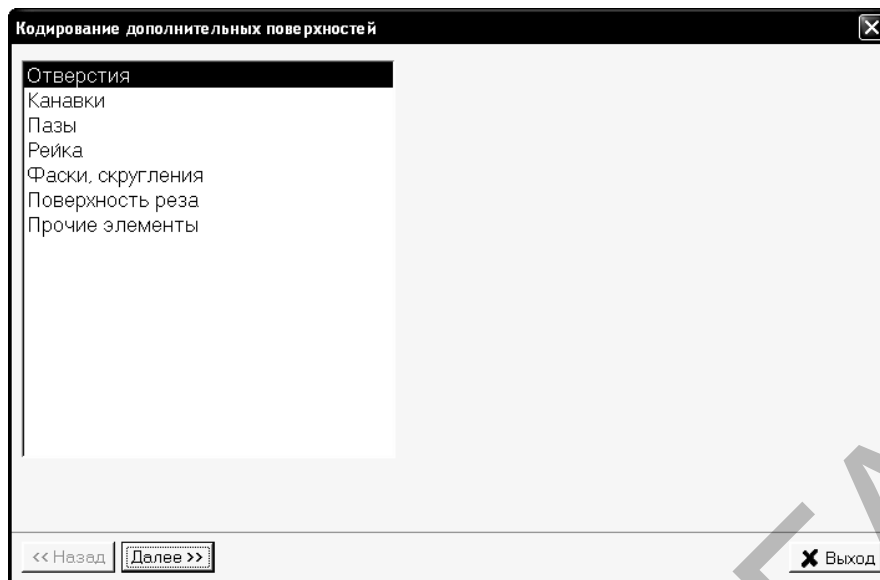 Кодирование дополнительных поверхностей
Отверстия
Канавки
Пазы
Рейка
Фаски, скругления
Поверхность реза
Прочие элементы
<< Назад Далее >> Выход